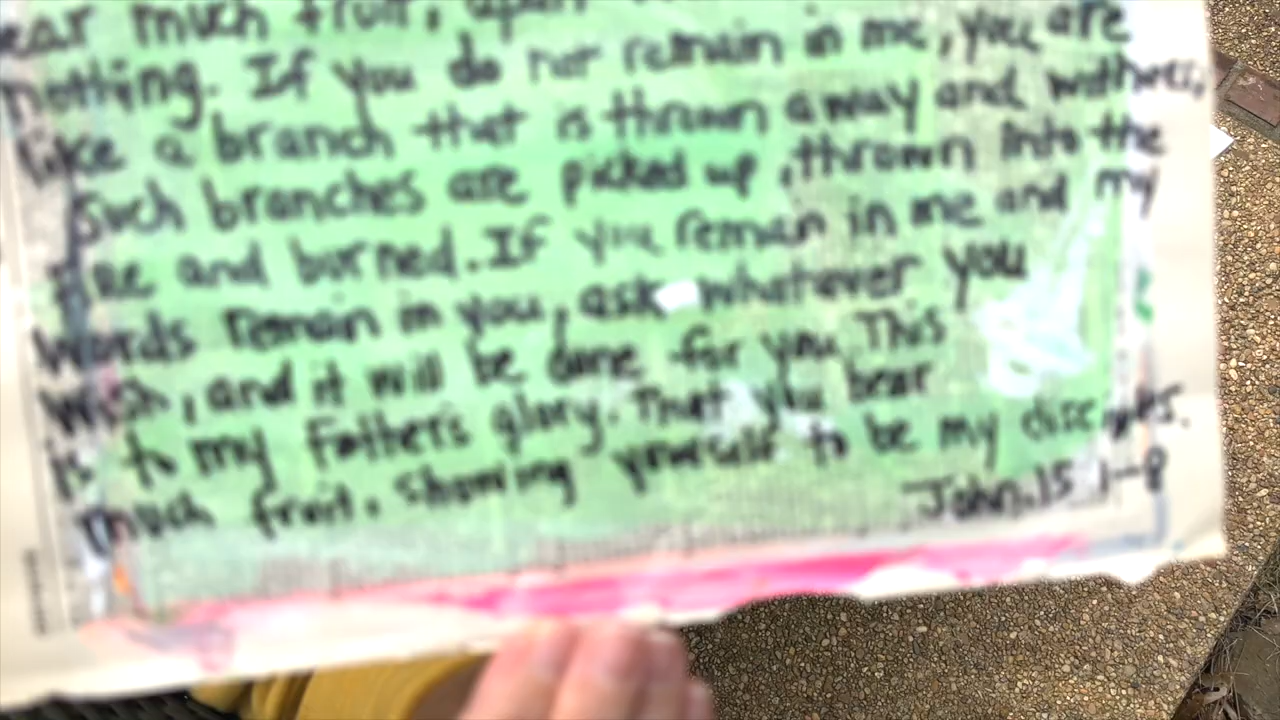 ear much fruit, apart
nothing. If you do not remain in me, you are
like a branch that is thrown away and withers,
such branches are picked up, thrown into the
fire and burned. If you remain in me and my
words remain in you, ask whatever you
wish, and it will be done for you. This
is to my Father's glory. That you bear
much fruit. showing yourself to be my disciples.
John. 15 1-8